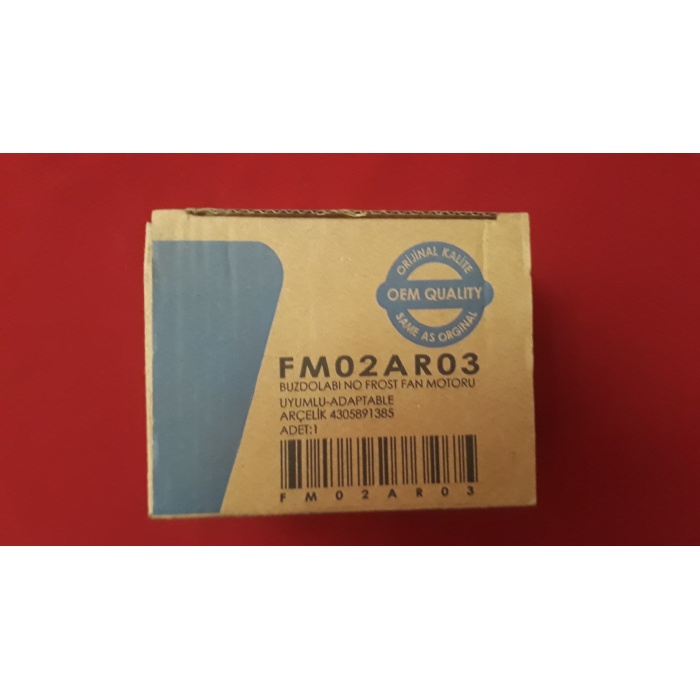 ORİJİNAL KALİTE
OEM QUALITY
SAME AS ORGINAL
FM02AR03
BUZDOLABI NO FROST FAN MOTORU
UYUMLU-ADAPTABLE
ARÇELİK 4305891385
ADET:1
FM02AR03